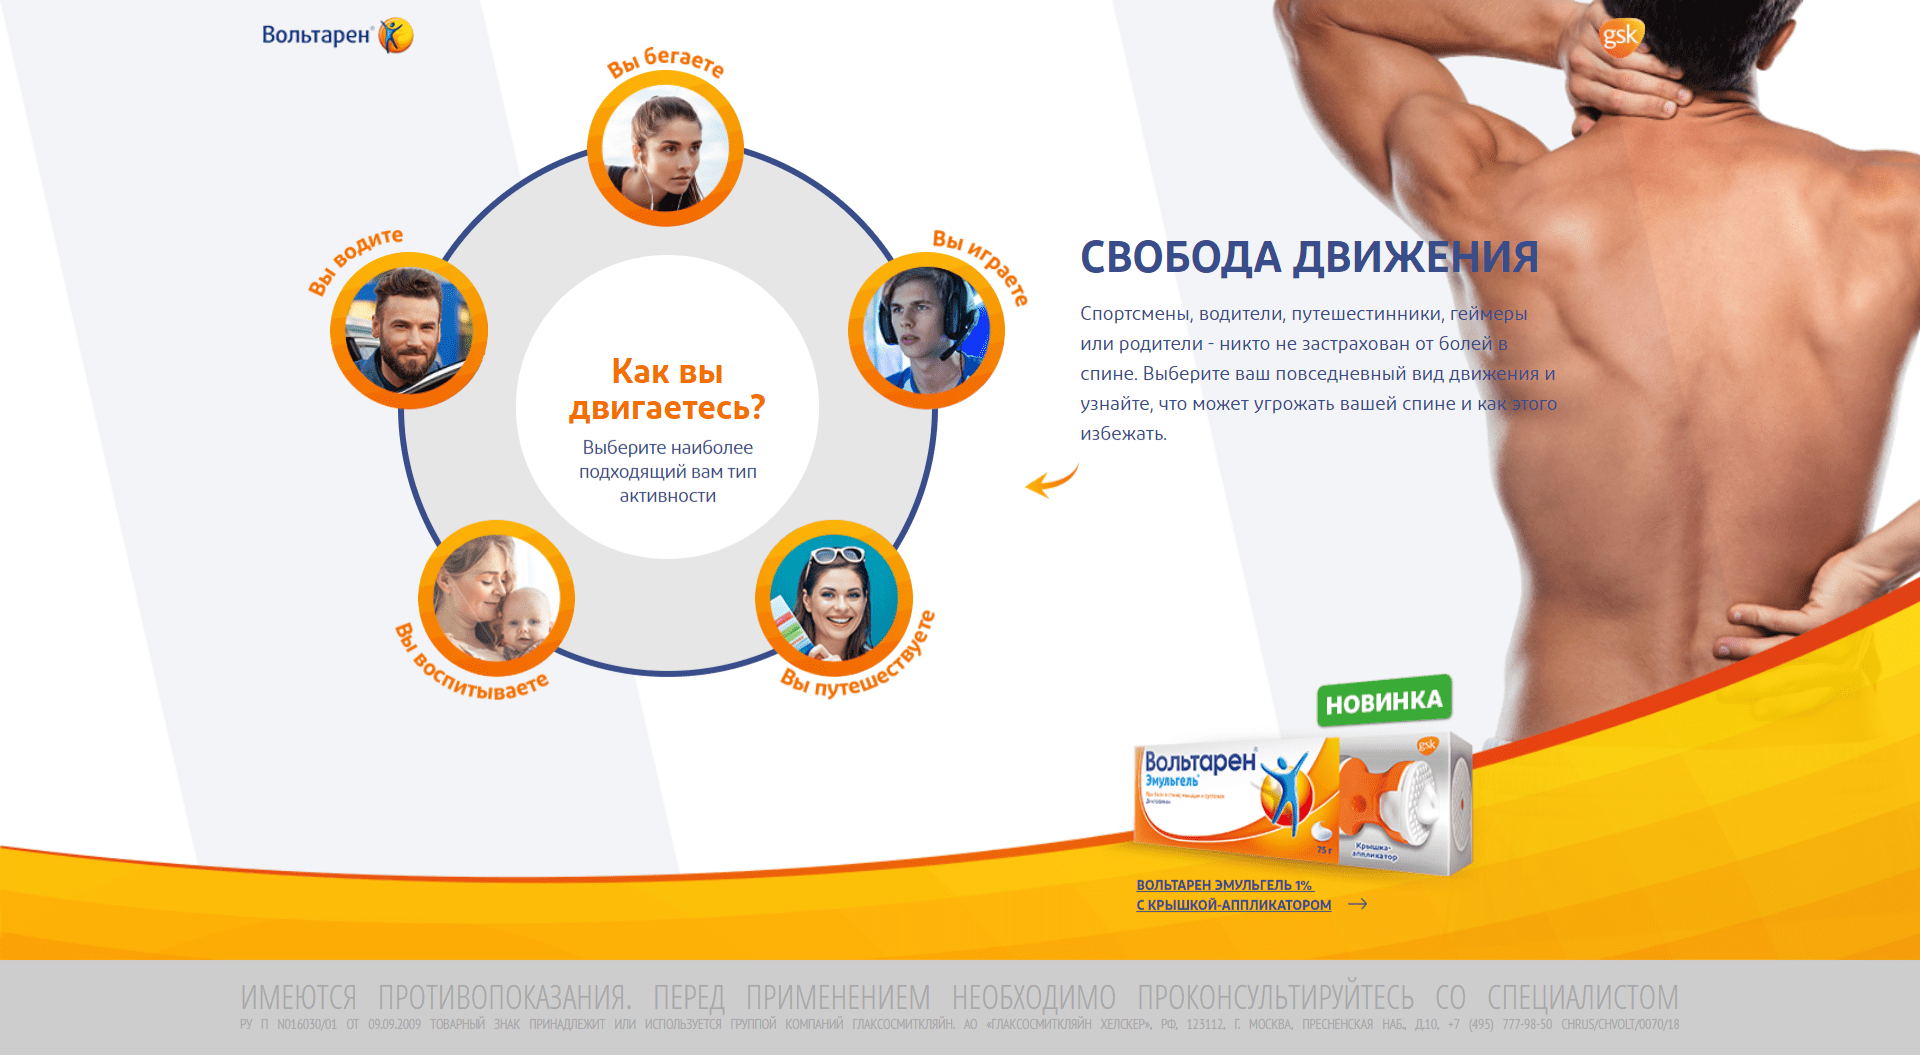 Вольтарен
gsk
Вы бегаете
Вы водите
Вы играете
Как вы
двигаетесь?
Выберите наиболее
подходящий вам тип
активности
Вы воспитываете
Вы путешествуете
СВОБОДА ДВИЖЕНИЯ
Спортсмены, водители, путешестинники, геймеры
или родители - никто не застрахован от болей в
спине. Выберите ваш повседневный вид движения и
узнайте, что может угрожать вашей спине и как этого
избежать.
НОВИНКА
Вольтарен
Эмульгель
gsk
75 г
Крышка-
аппликатор
ВОЛЬТАРЕН ЭМУЛЬГЕЛЬ 1%
С КРЫШКОЙ-АППЛИКАТОРОМ
ИМЕЮТСЯ ПРОТИВОПОКАЗАНИЯ. ПЕРЕД ПРИМЕНЕНИЕМ НЕОБХОДИМО ПРОКОНСУЛЬТИРУЙТЕСЬ СО СПЕЦИАЛИСТОМ
РУ П N016030/01 ОТ 09.09.2009 ТОВАРНЫЙ ЗНАК ПРИНАДЛЕЖИТ ИЛИ ИСПОЛЬЗУЕТСЯ ГРУППОЙ КОМПАНИЙ ГЛАКСОСМИТКЛЯЙН. АО «ГЛАКСОСМИТКЛЯЙН ХЕЛСКЕР», РФ, 123112, Г. МОСКВА, ПРЕСНЕНСКАЯ НАБ., Д.10, +7 (495) 777-98-50 CHRUS/CHVOLT/0070/18